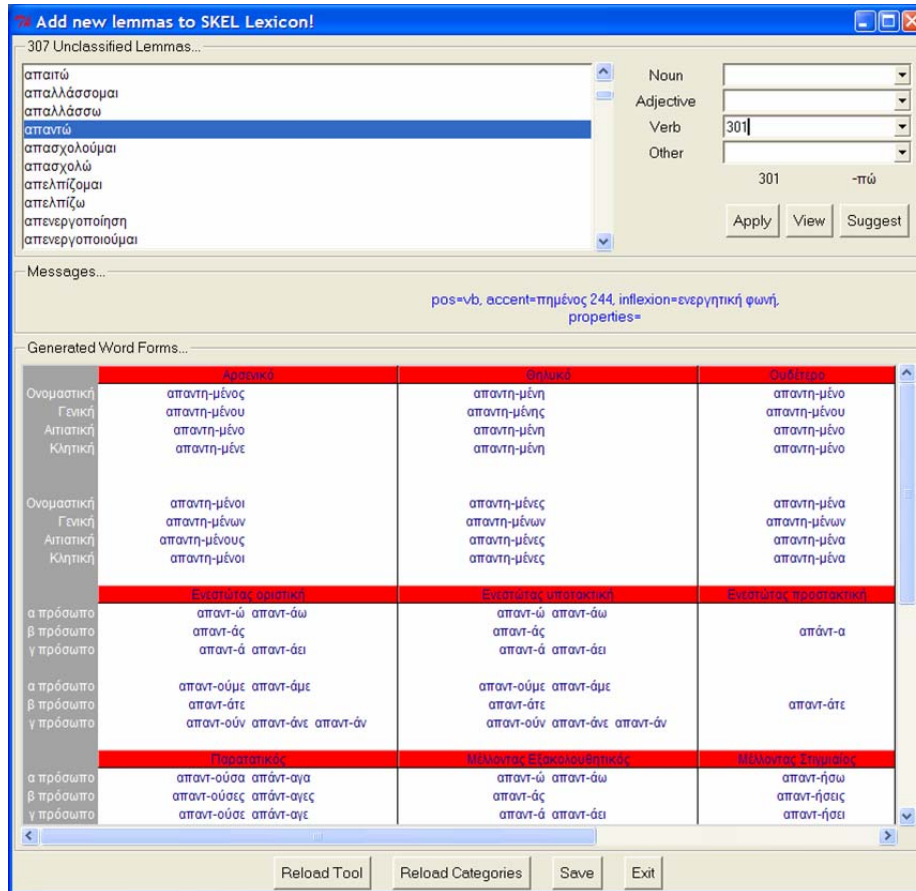 Add new lemmas to SKEL Lexicon!
307 Unclassified Lemmas...
απαιτώ
απαλλάσσομαι
απαλλάσσω
απαντώ
απασχολούμαι
απασχολώ
απελπίζομαι
απελπίζω
απενεργοποίηση
απενεργοποιούμαι
Noun
Adjective
Verb 301
Other
301 -πώ
Apply View Suggest
Messages...
pos=vb, accent=πημένος 244, inflexion=ενεργητική φωνή,
properties=
Generated Word Forms...
Αρσενικό Θηλυκό Ουδέτερο
Ονομαστική απαντη-μένος απαντη-μένη απαντη-μένο
Γενική απαντη-μένου απαντη-μένης απαντη-μένου
Αιτιατική απαντη-μένο απαντη-μένη απαντη-μένο
Κλητική απαντη-μένε απαντη-μένη απαντη-μένο
Ονομαστική απαντη-μένοι απαντη-μένες απαντη-μένα
Γενική απαντη-μένων απαντη-μένων απαντη-μένων
Αιτιατική απαντη-μένους απαντη-μένες απαντη-μένα
Κλητική απαντη-μένοι απαντη-μένες απαντη-μένα
Ενεστώτας οριστική Ενεστώτας υποτακτική Ενεστώτας προστακτική
α πρόσωπο απαντ-ώ απαντ-άω απαντ-ώ απαντ-άω
β πρόσωπο απαντ-άς απαντ-άς απάντ-α
γ πρόσωπο απαντ-ά απαντ-άει απαντ-ά απαντ-άει
α πρόσωπο απαντ-ούμε απαντ-άμε απαντ-ούμε απαντ-άμε
β πρόσωπο απαντ-άτε απαντ-άτε απαντ-άτε
γ πρόσωπο απαντ-ούν απαντ-άνε απαντ-άν απαντ-ούν απαντ-άνε απαντ-άν
Παρατατικός Μέλλοντας Εξακολουθητικός Μέλλοντας Στιγμιαίος
α πρόσωπο απαντ-ούσα απάντ-αγα απαντ-ώ απαντ-άω απαντ-ήσω
β πρόσωπο απαντ-ούσες απάντ-αγες απαντ-άς απαντ-ήσεις
γ πρόσωπο απαντ-ούσε απάντ-αγε απαντ-ά απαντ-άει απαντ-ήσει
Reload Tool Reload Categories Save Exit